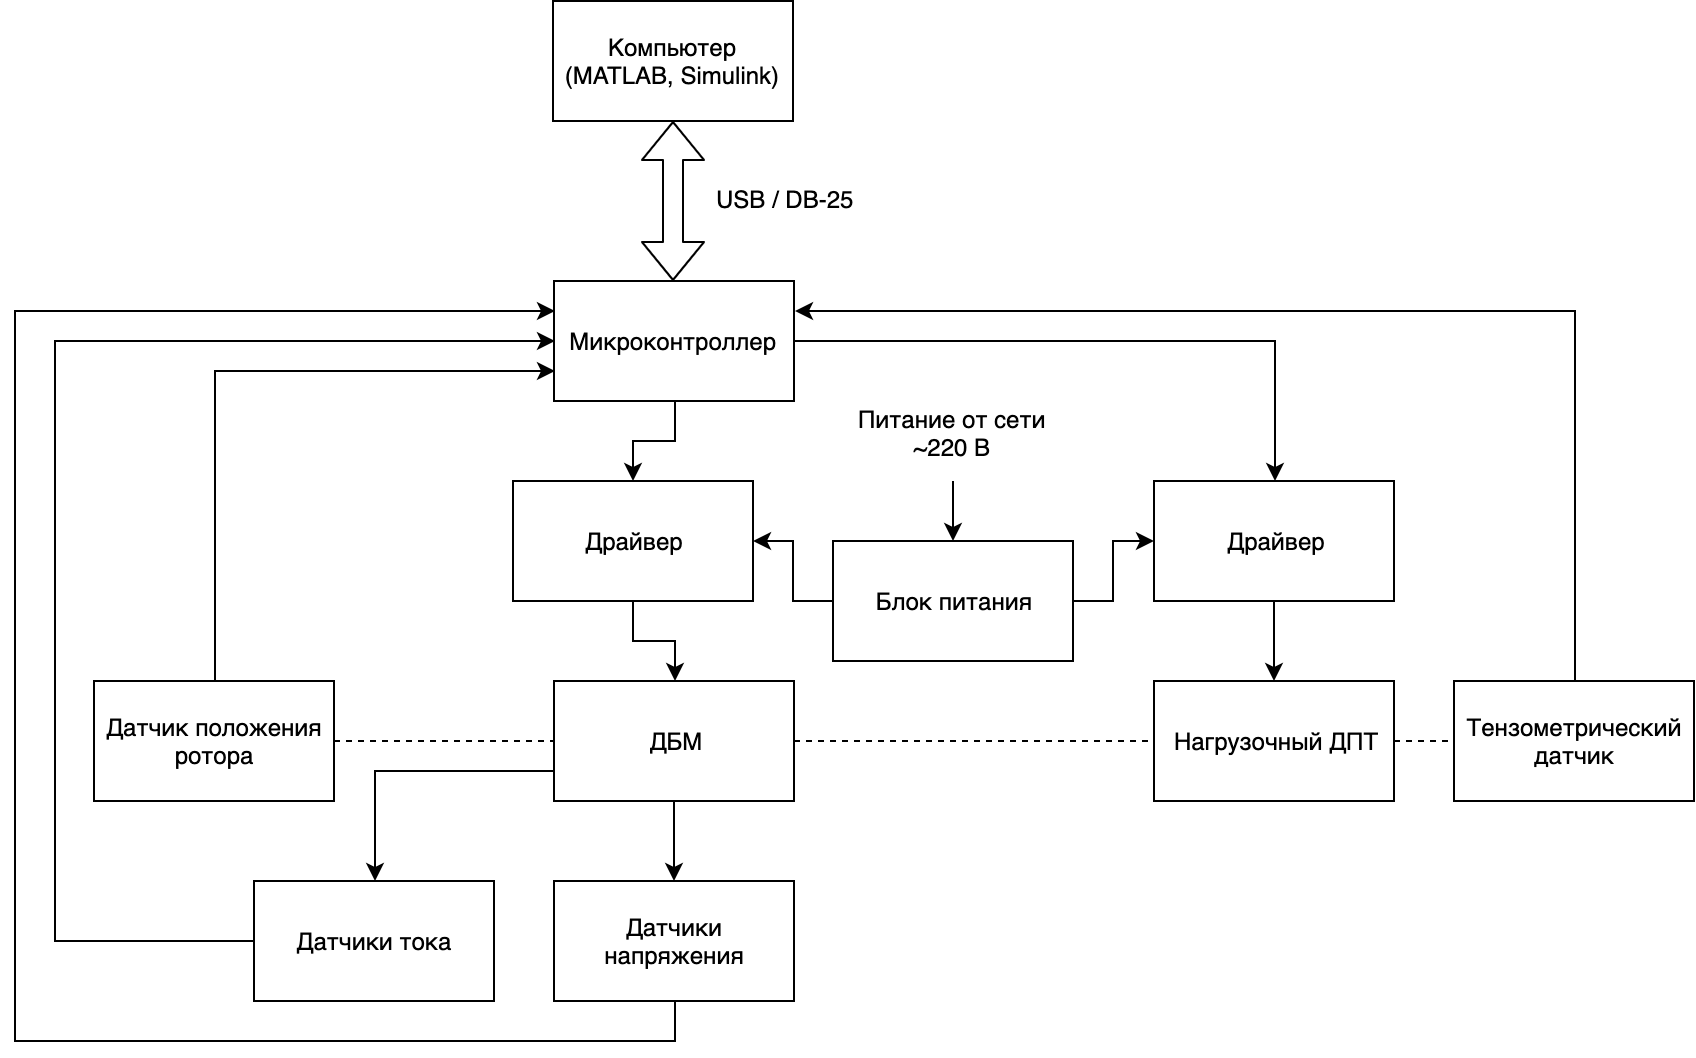 Компьютер
(MATLAB, Simulink)
USB / DB-25
Микроконтроллер
Питание от сети
~220 В
Драйвер
Блок питания
Драйвер
Датчик положения
ротора
ДБМ
Нагрузочный ДПТ
Тензометрический
датчик
Датчики тока
Датчики
напряжения